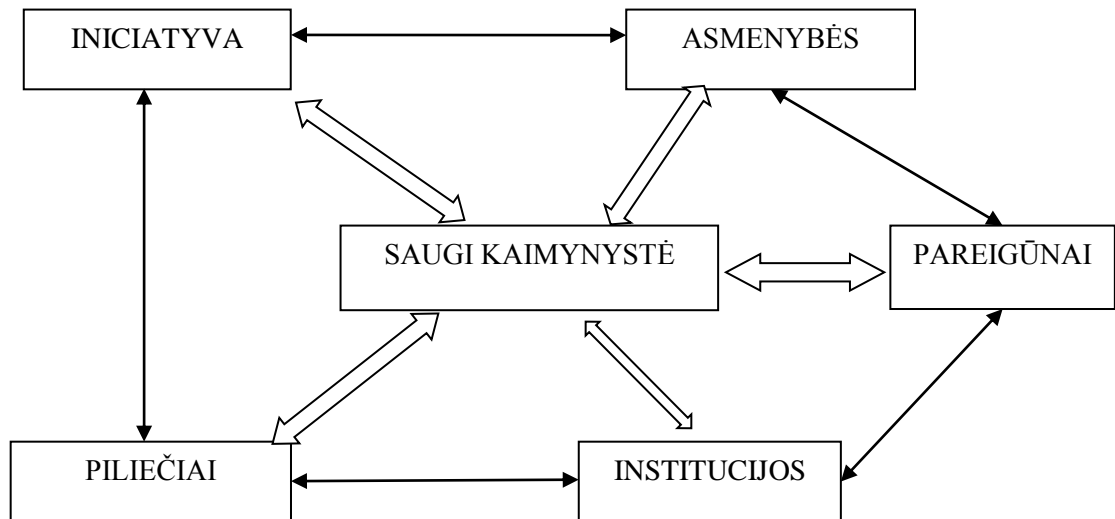 INICIATYVA
ASMENYBĖS
SAUGI KAIMYNYSTĖ
PAREIGŪNAI
PILIEČIAI
INSTITUCIJOS